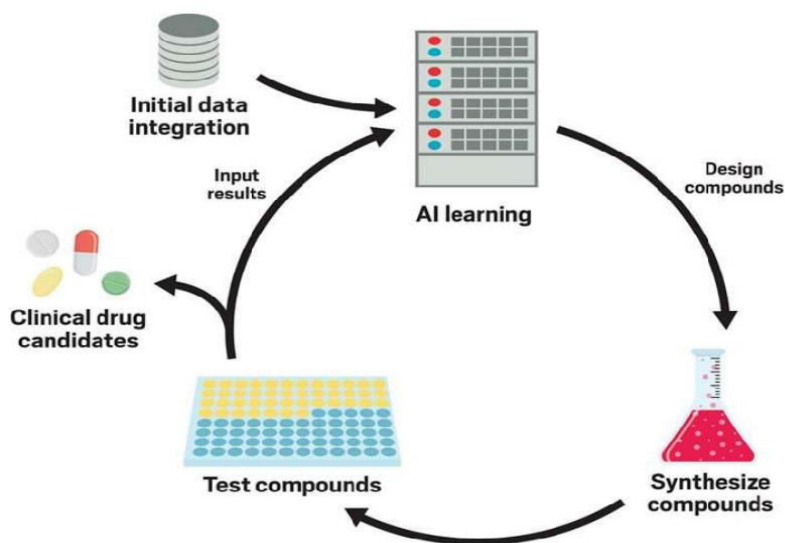 Initial data
integration
Input
results
AI learning
Design
compounds
Clinical drug
candidates
Test compounds
Synthesize
compounds